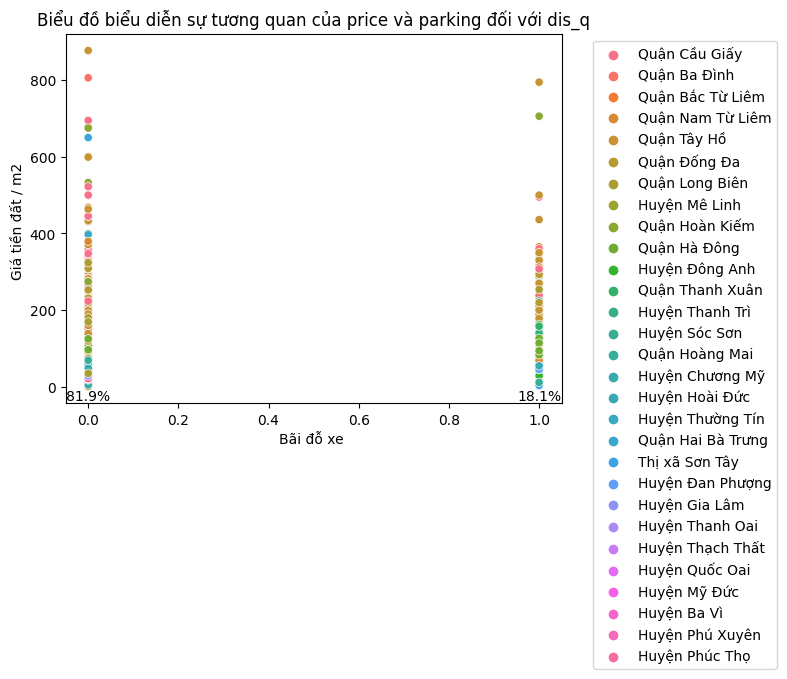 Biểu đồ biểu diễn sự tương quan của price và parking đối với dis_q
Giá tiền đất / m2
800
600
400
200
0
81.9%
18.1%
0.0
0.2
0.4
0.6
0.8
1.0
Bãi đỗ xe
Quận Cầu Giấy
Quận Ba Đình
Quận Bắc Từ Liêm
Quận Nam Từ Liêm
Quận Tây Hồ
Quận Đống Đa
Quận Long Biên
Huyện Mê Linh
Quận Hoàn Kiếm
Quận Hà Đông
Huyện Đông Anh
Quận Thanh Xuân
Huyện Thanh Trì
Huyện Sóc Sơn
Quận Hoàng Mai
Huyện Chương Mỹ
Huyện Hoài Đức
Huyện Thường Tín
Quận Hai Bà Trưng
Thị xã Sơn Tây
Huyện Đan Phượng
Huyện Gia Lâm
Huyện Thanh Oai
Huyện Thạch Thất
Huyện Quốc Oai
Huyện Mỹ Đức
Huyện Ba Vì
Huyện Phú Xuyên
Huyện Phúc Thọ